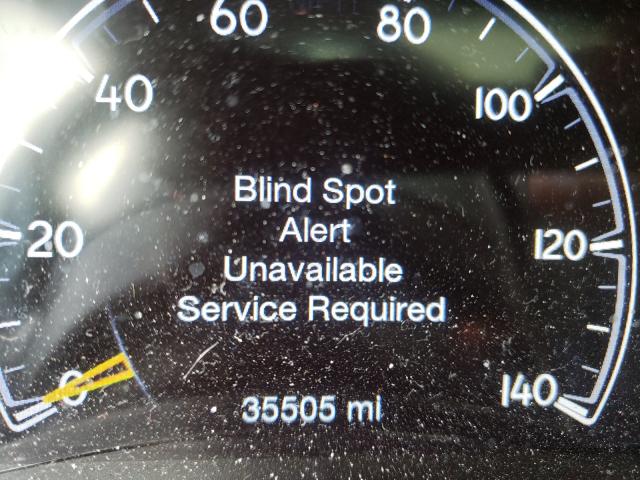 60 80
40 100
Blind Spot
Alert
20 120
Unavailable
Service Required
0 140
35505 mi